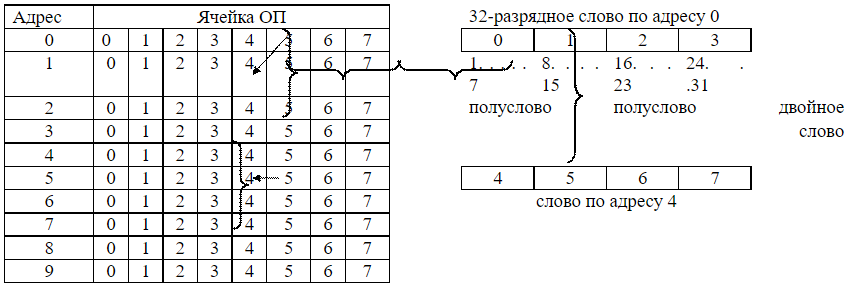 Адрес Ячейка ОП
0 0 1 2 3 4 5 6 7
1 0 1 2 3 4 5 6 7
2 0 1 2 3 4 5 6 7
3 0 1 2 3 4 5 6 7
4 0 1 2 3 4 5 6 7
5 0 1 2 3 4 5 6 7
6 0 1 2 3 4 5 6 7
7 0 1 2 3 4 5 6 7
8 0 1 2 3 4 5 6 7
9 0 1 2 3 4 5 6 7
32-разрядное слово по адресу 0
0 1 2 3
1. . . . . 8. . . . 16. . . 24. . .
7 15 23 .31
полуслово полуслово двойное
слово
4 5 6 7
слово по адресу 4